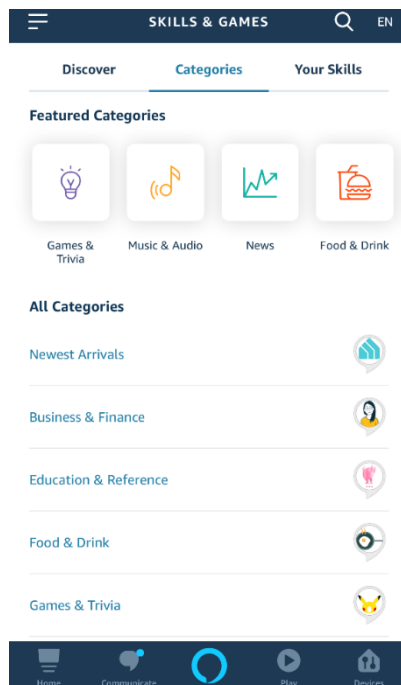 SKILLS & GAMES
EN
Discover
Categories
Your Skills
Featured Categories
Games &
Trivia
Music & Audio
News
Food & Drink
All Categories
Newest Arrivals
Business & Finance
Education & Reference
Food & Drink
Games & Trivia
Home
Communicate
Play
Devices